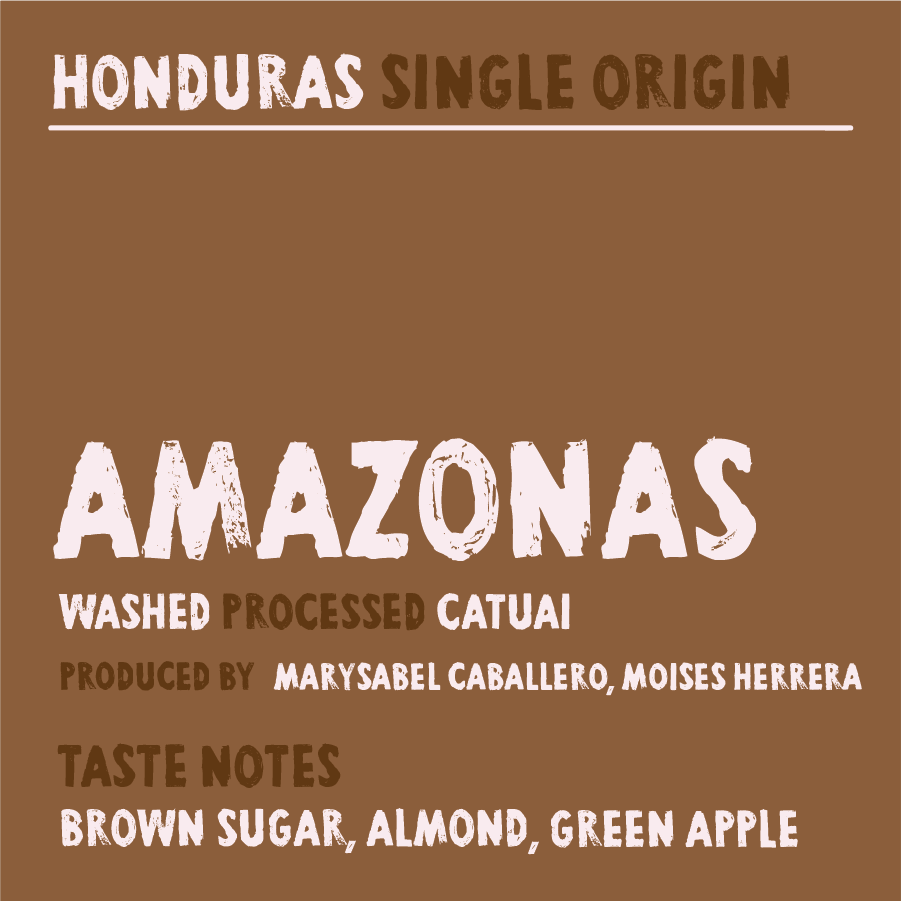 HONDURAS SINGLE ORIGIN
AMAZONAS
WASHED PROCESSED CATUAI
PRODUCED BY MARYSABEL CABALLERO, MOISES HERRERA
TASTE NOTES
BROWN SUGAR, ALMOND, GREEN APPLE